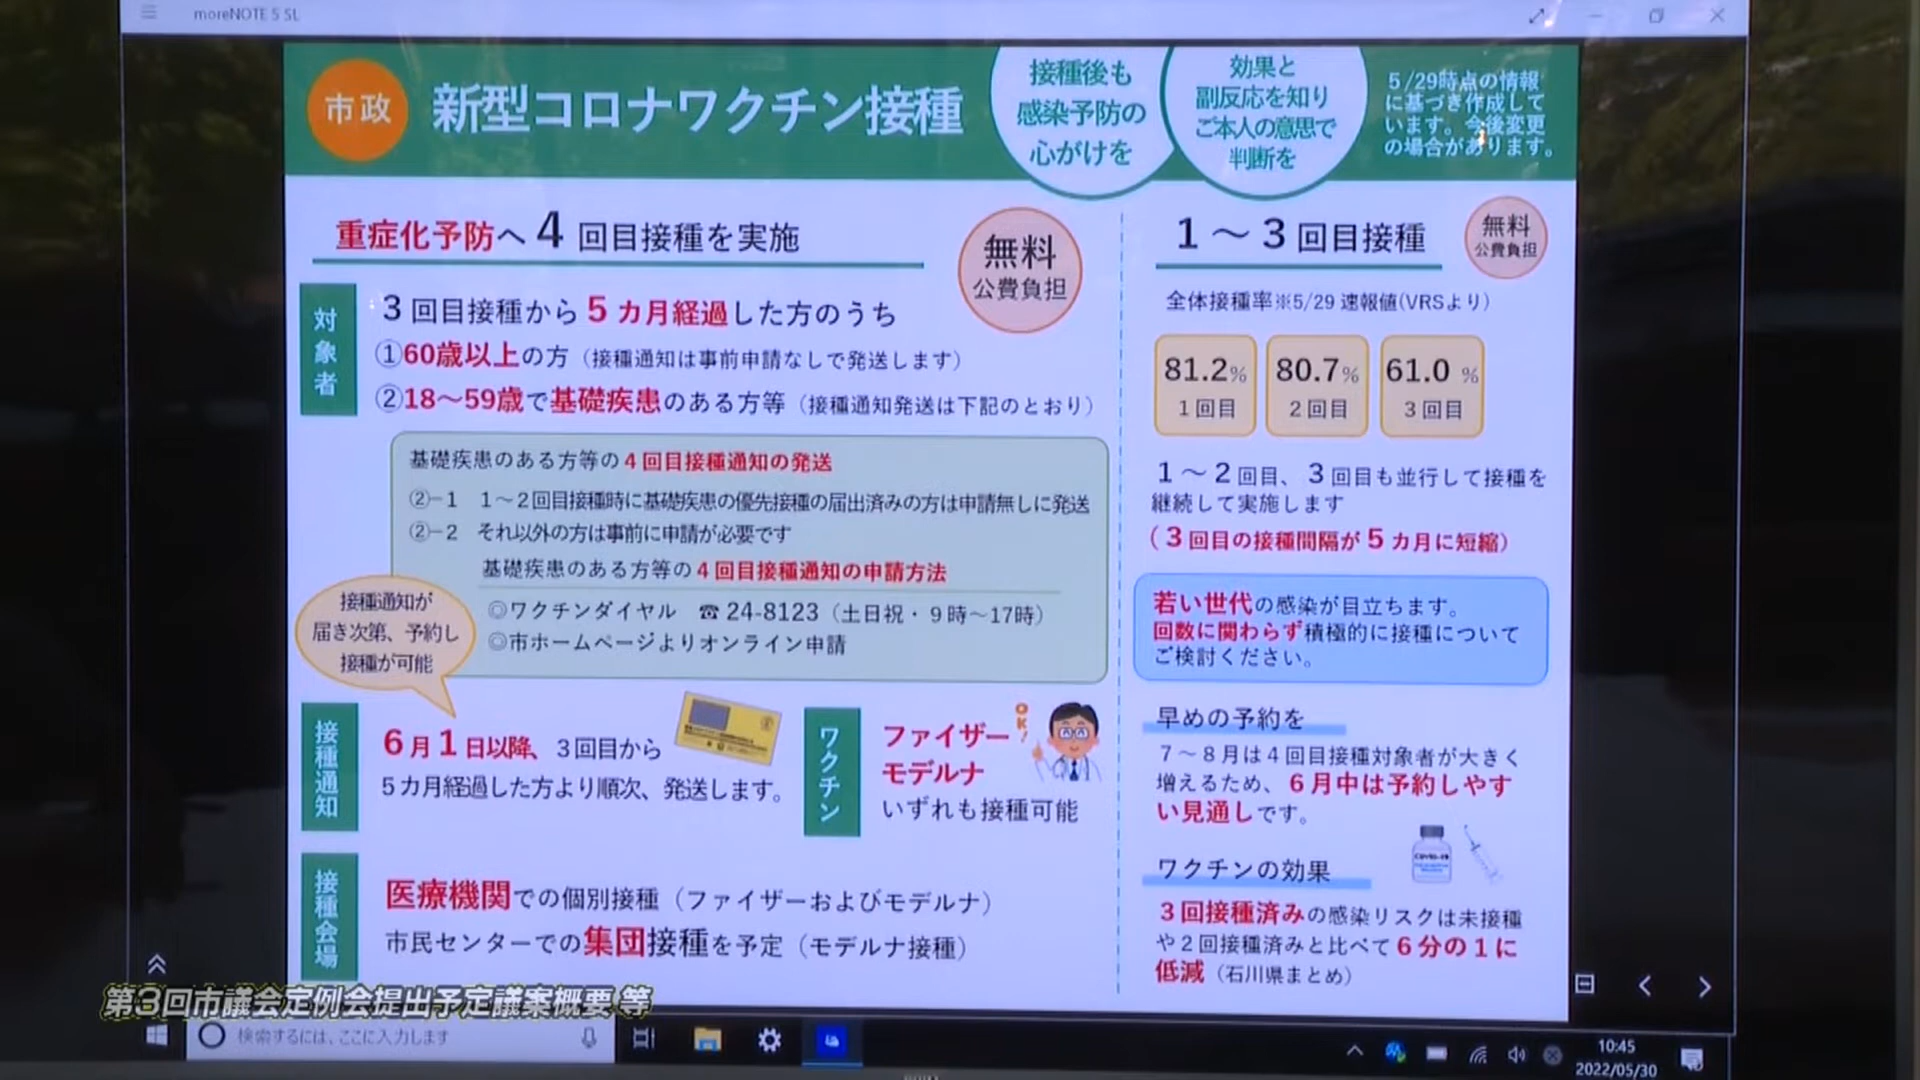 moreNOTE 5 SL
市政
新型コロナワクチン接種
接種後も
感染予防の
心がけを
効果と
副反応を知り
ご本人の意思で
判断を
5/29時点の情報
に基づき作成して
います。今後変更
の場合があります。
重症化予防へ4回目接種を実施
無料
公費負担
対象者
3回目接種から5カ月経過した方のうち
①60歳以上の方（接種通知は事前申請なしで発送します）
②18～59歳で基礎疾患のある方等（接種通知発送は下記のとおり）
基礎疾患のある方等の4回目接種通知の発送
②−1 1～2回目接種時に基礎疾患の優先接種の届出済みの方は申請無しに発送
②−2 それ以外の方は事前に申請が必要です
基礎疾患のある方等の4回目接種通知の申請方法
◎ワクチンダイヤル ☎24-8123（土日祝・9時～17時）
◎市ホームページよりオンライン申請
接種通知が
届き次第、予約し
接種が可能
接種通知
6月1日以降、3回目から
5カ月経過した方より順次、発送します。
ワクチン
ファイザー
モデルナ
いずれも接種可能
OK!
接種会場
医療機関での個別接種（ファイザーおよびモデルナ）
市民センターでの集団接種を予定（モデルナ接種）
1～3回目接種
無料
公費負担
全体接種率※5/29 速報値(VRSより)
81.2% 80.7% 61.0 %
1回目 2回目 3回目
1～2回目、3回目も並行して接種を
継続して実施します
（3回目の接種間隔が5カ月に短縮）
若い世代の感染が目立ちます。
回数に関わらず積極的に接種について
ご検討ください。
早めの予約を
7～8月は4回目接種対象者が大きく
増えるため、6月中は予約しやす
い見通しです。
ワクチンの効果
COVID-19
3回接種済みの感染リスクは未接種
や2回接種済みと比べて6分の1に
低減（石川県まとめ）
第3回市議会定例会提出予定議案概要 等
検索するには、ここに入力します
10:45
2022/05/30